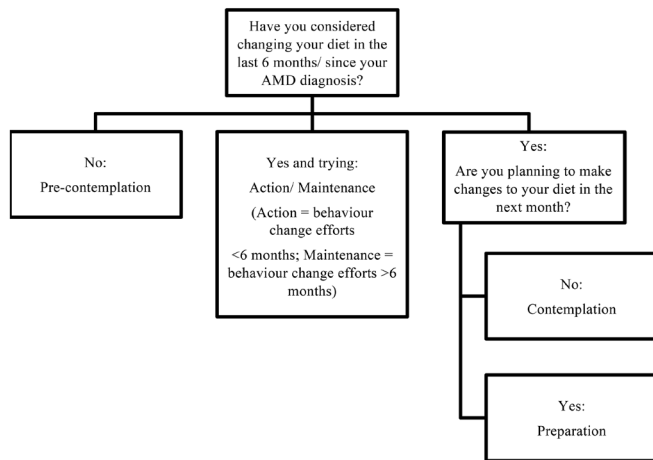 Have you considered
changing your diet in the
last 6 months/ since your
AMD diagnosis?
No:
Pre-contemplation
Yes and trying:
Action/ Maintenance
(Action = behaviour
change efforts
<6 months; Maintenance =
behaviour change efforts >6
months)
Yes:
Are you planning to make
changes to your diet in the
next month?
No:
Contemplation
Yes:
Preparation